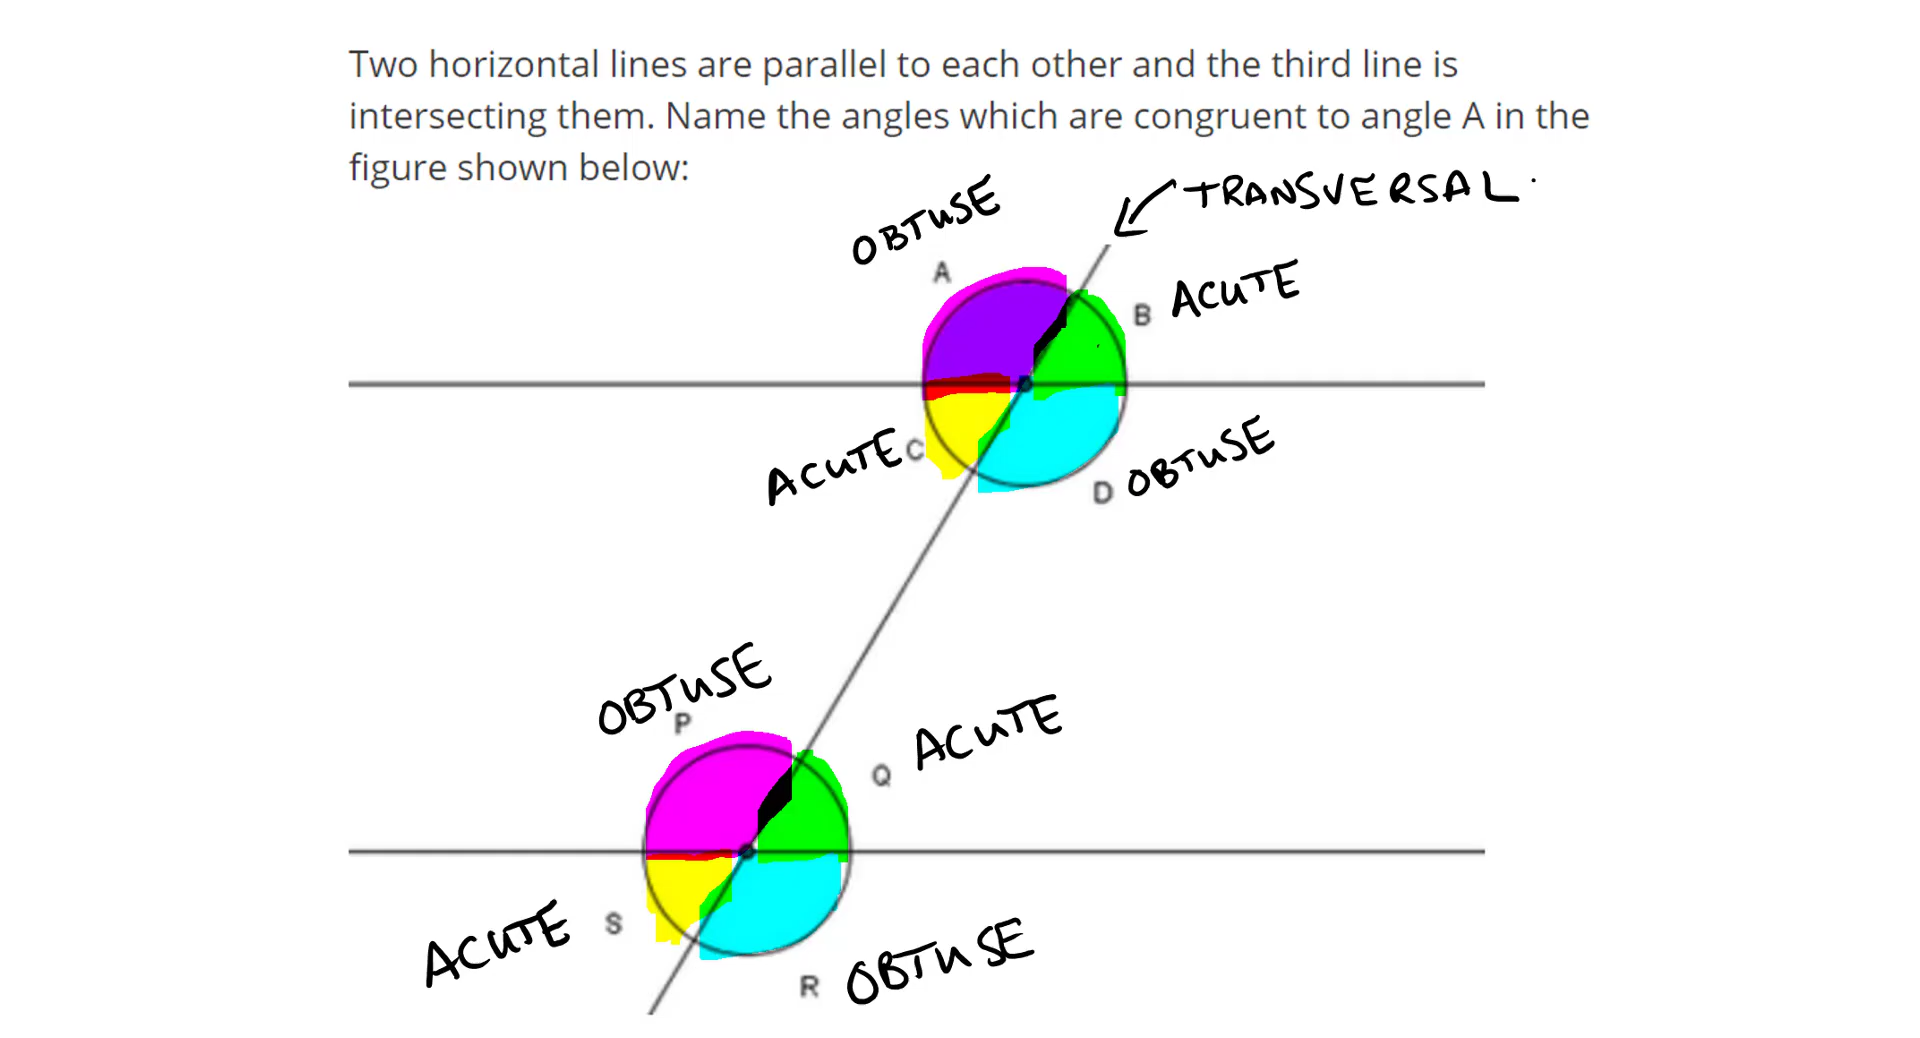 Two horizontal lines are parallel to each other and the third line is
intersecting them. Name the angles which are congruent to angle A in the
figure shown below:
TRANSVERSAL.
OBTUSE
A
B ACUTE
ACUTE C
D OBTUSE
OBTUSE
P
Q ACUTE
ACUTE S
R OBTUSE